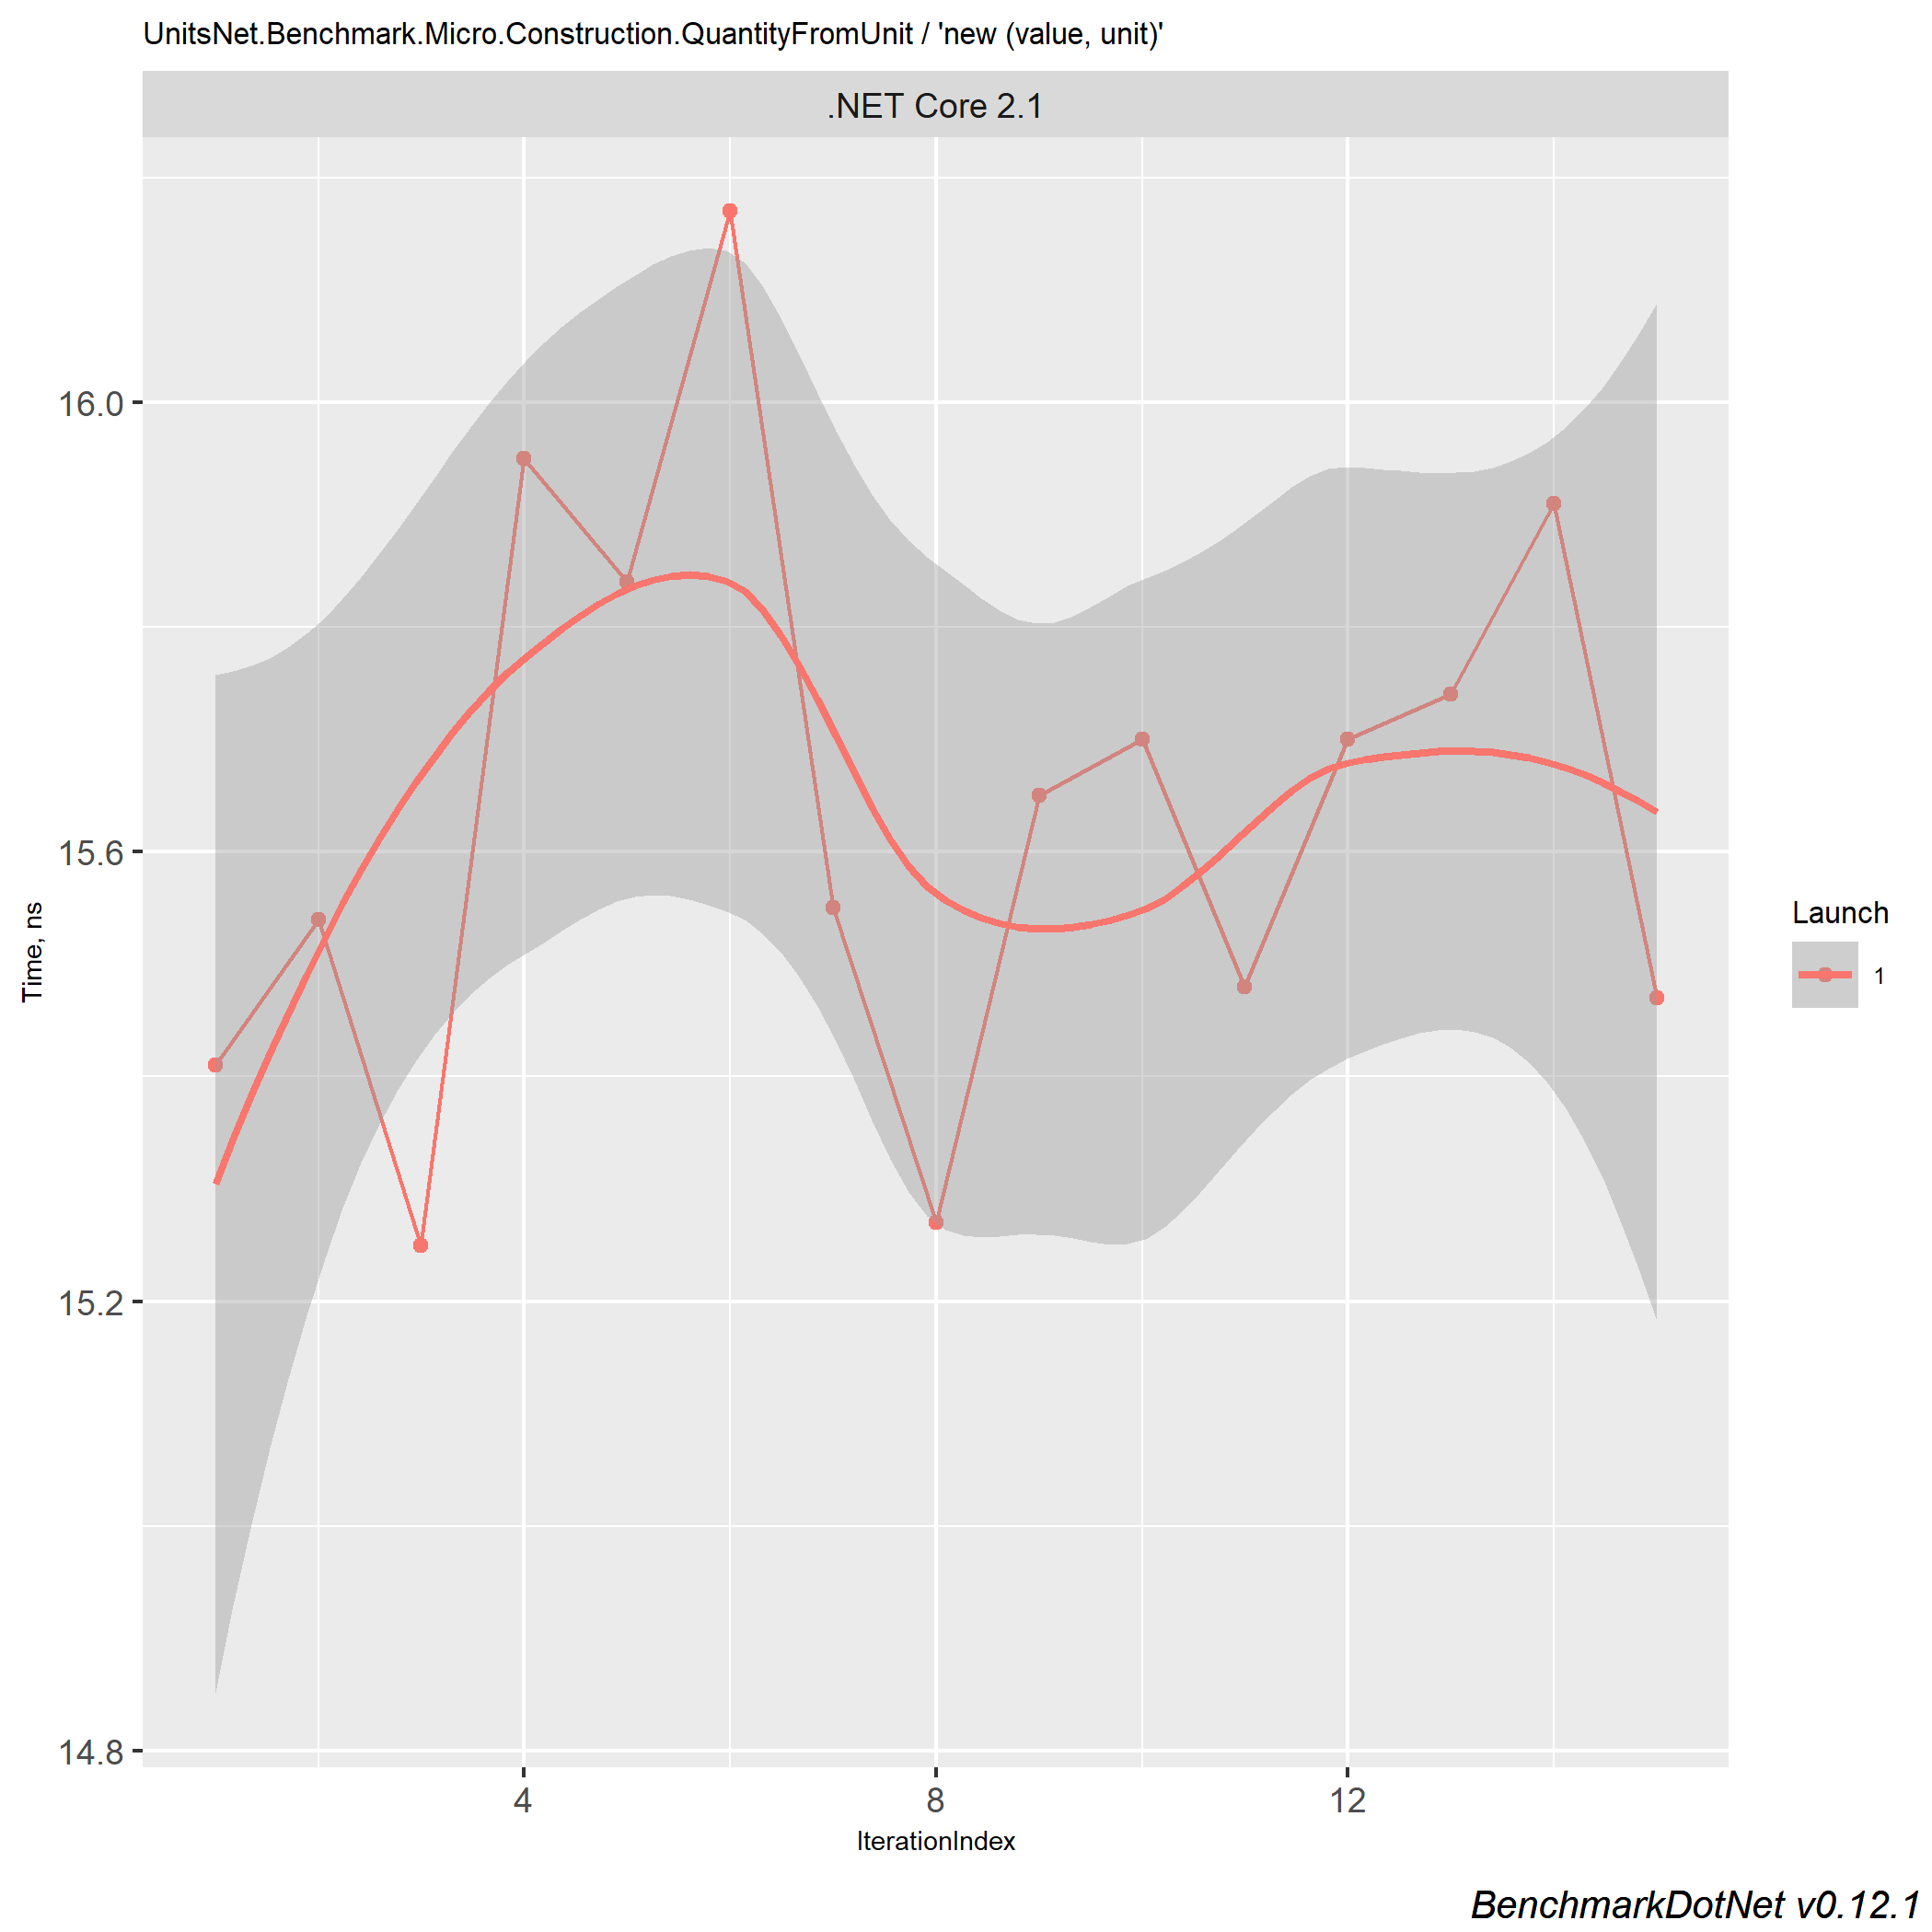 UnitsNet.Benchmark.Micro.Construction.QuantityFromUnit / 'new (value, unit)'
.NET Core 2.1
16.0
15.6
15.2
14.8
Time, ns
4 8 12
IterationIndex
Launch
1
BenchmarkDotNet v0.12.1